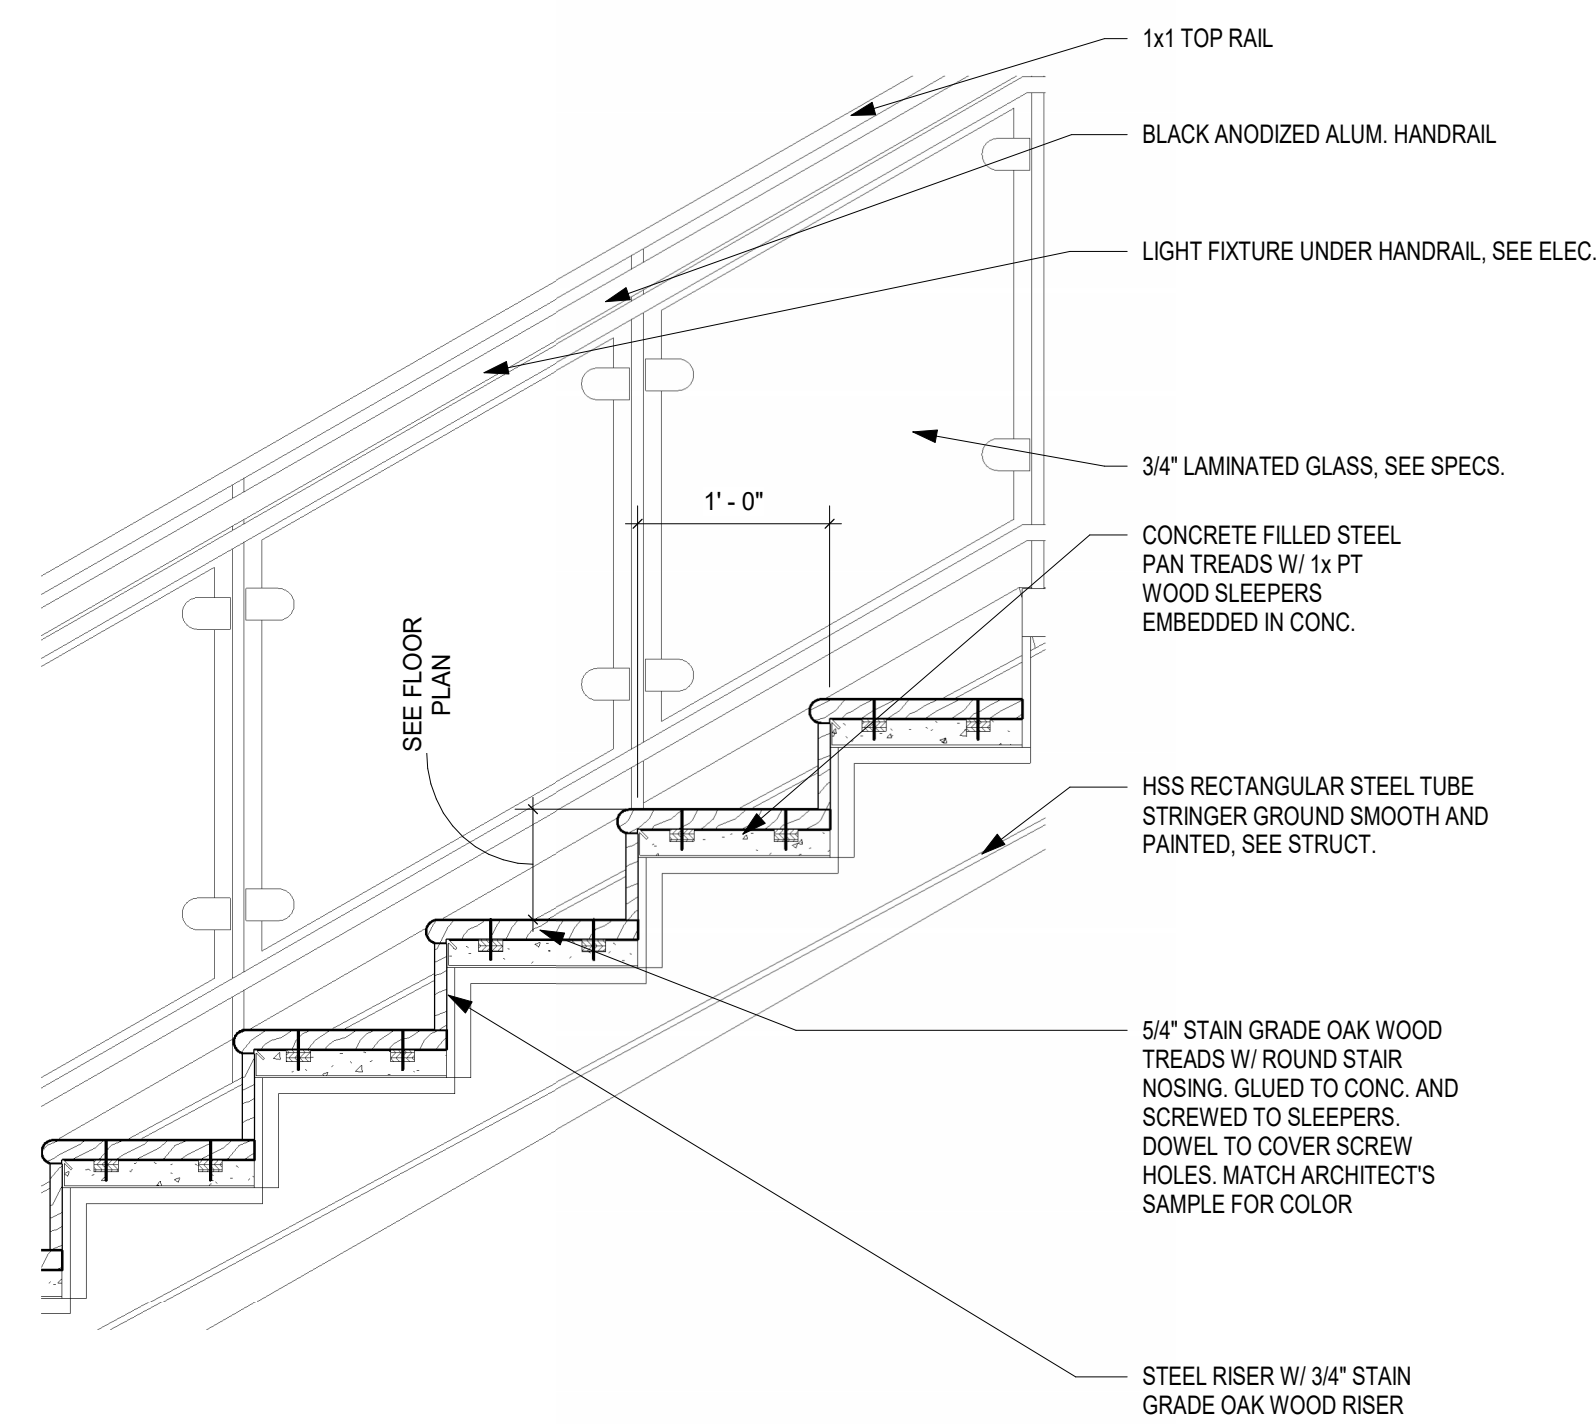 1x1 TOP RAIL
BLACK ANODIZED ALUM. HANDRAIL
LIGHT FIXTURE UNDER HANDRAIL, SEE ELEC.
3/4" LAMINATED GLASS, SEE SPECS.
1' - 0"
CONCRETE FILLED STEEL
PAN TREADS W/ 1x PT
WOOD SLEEPERS
EMBEDDED IN CONC.
SEE FLOOR
PLAN
HSS RECTANGULAR STEEL TUBE
STRINGER GROUND SMOOTH AND
PAINTED, SEE STRUCT.
5/4" STAIN GRADE OAK WOOD
TREADS W/ ROUND STAIR
NOSING. GLUED TO CONC. AND
SCREWED TO SLEEPERS.
DOWEL TO COVER SCREW
HOLES. MATCH ARCHITECT'S
SAMPLE FOR COLOR
STEEL RISER W/ 3/4" STAIN
GRADE OAK WOOD RISER